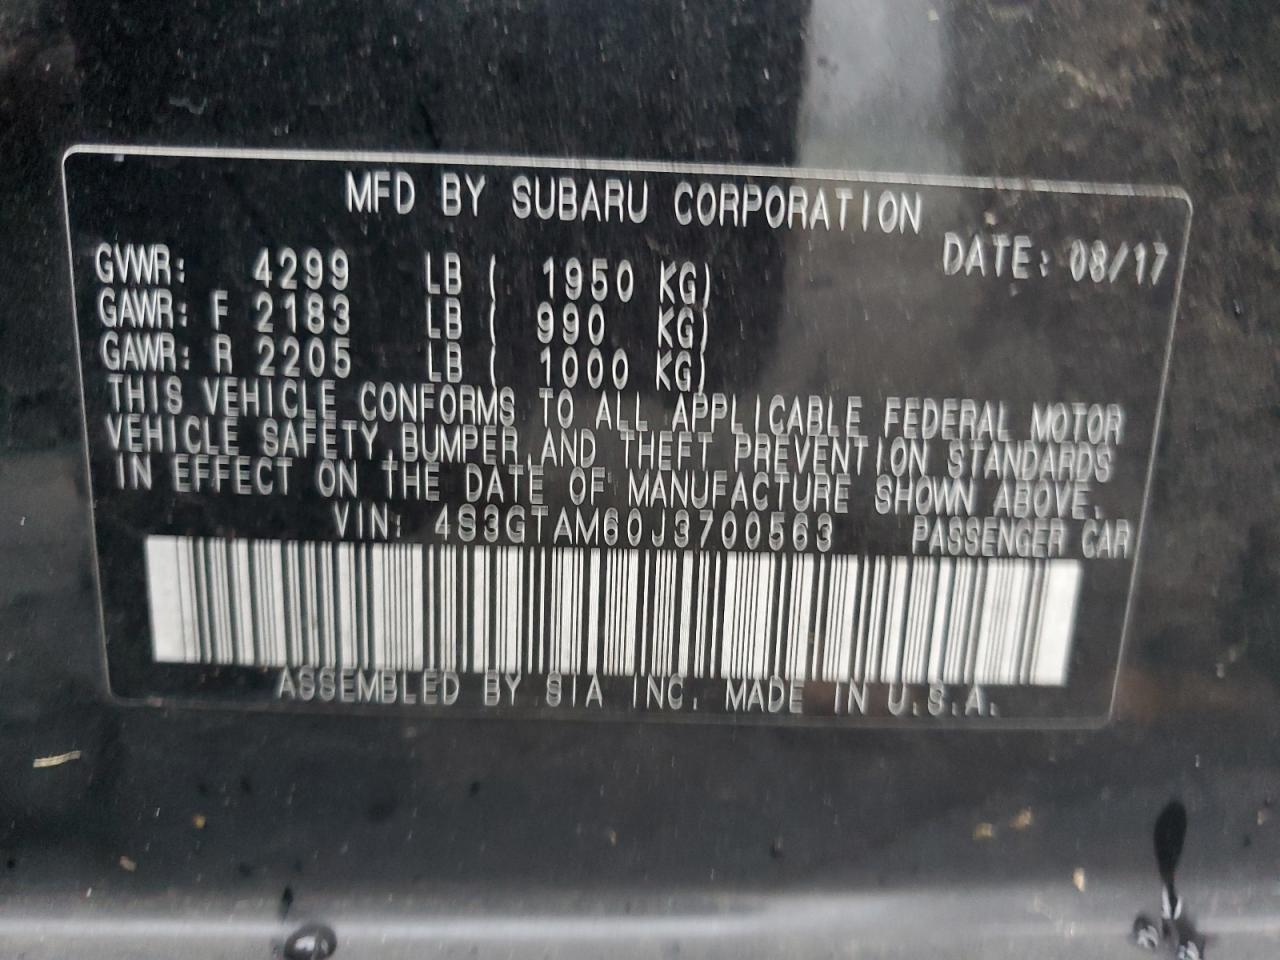 MFD BY SUBARU CORPORATION
DATE: 08/17
GVWR: 4299 LB ( 1950 KG)
GAWR: F 2183 LB ( 990 KG)
GAWR: R 2205 LB ( 1000 KG)
THIS VEHICLE CONFORMS TO ALL APPLICABLE FEDERAL MOTOR
VEHICLE SAFETY, BUMPER, AND THEFT PREVENTION STANDARDS
IN EFFECT ON THE DATE OF MANUFACTURE SHOWN ABOVE.
VIN: 4S3GTAM60J3700563 PASSENGER CAR
ASSEMBLED BY SIA INC. MADE IN U.S.A.